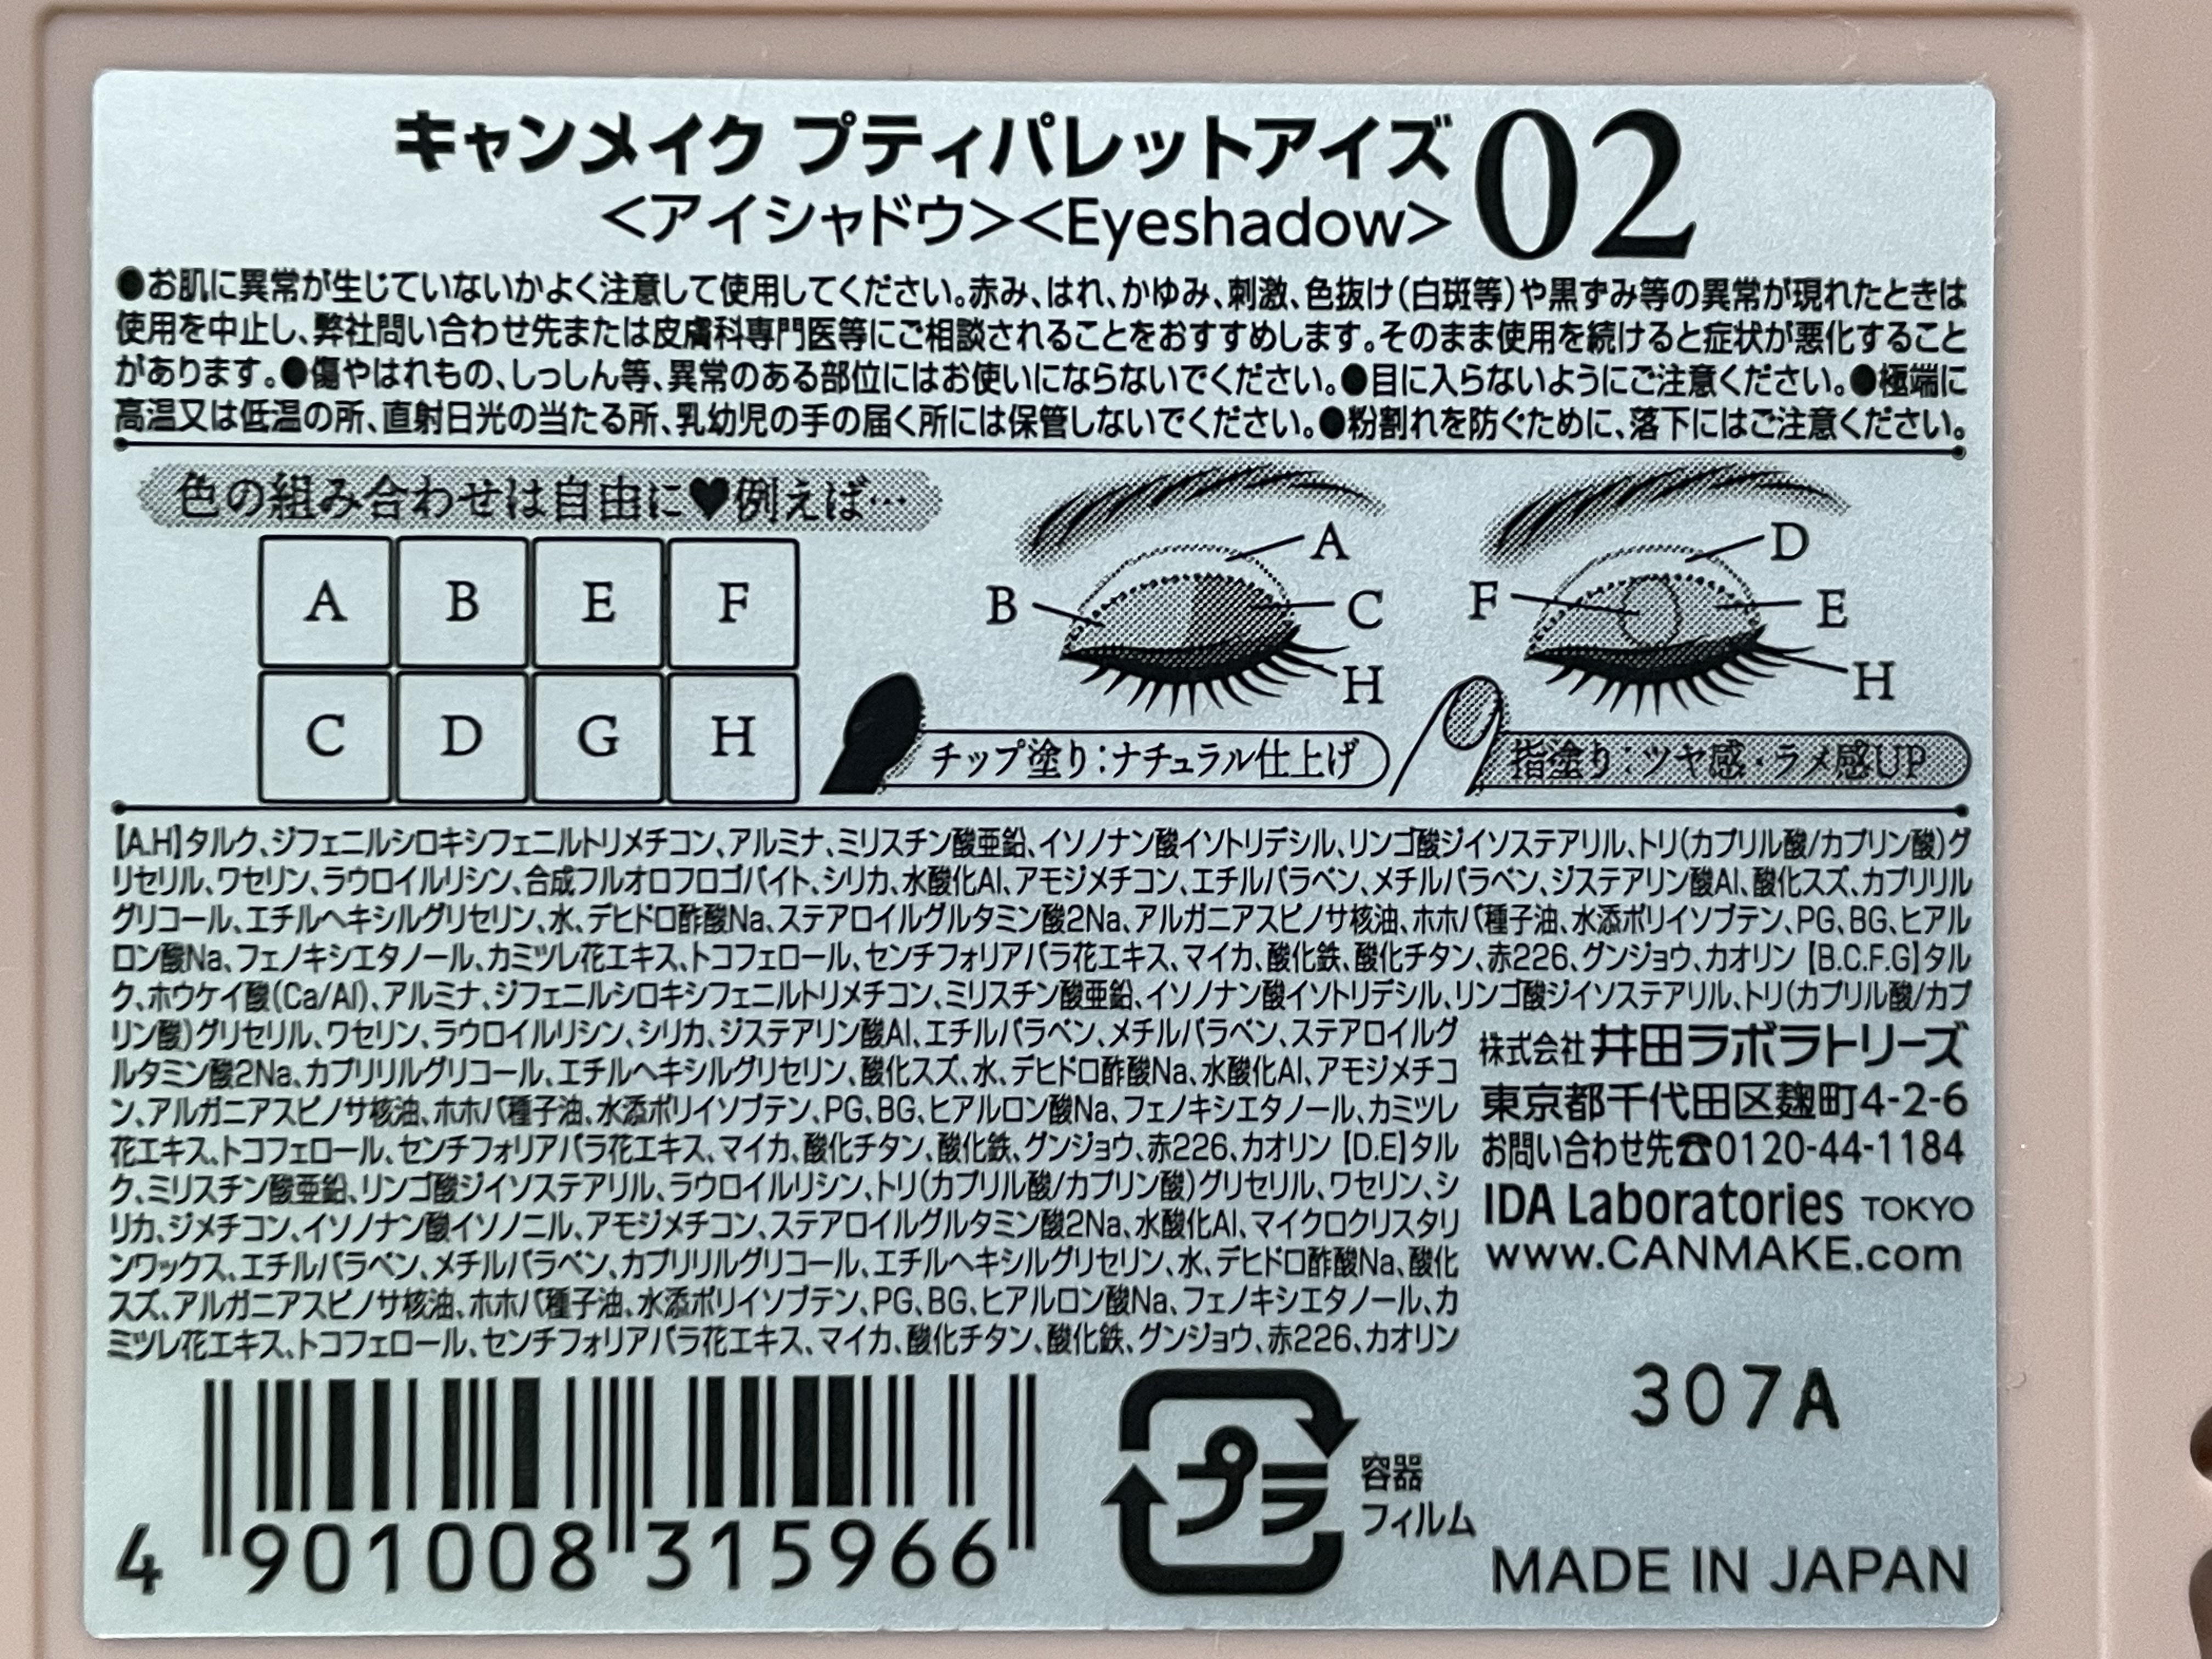 キャンメイク プティパレットアイズ 02
<アイシャドウ><Eyeshadow>
●お肌に異常が生じていないかよく注意して使用してください。赤み、はれ、かゆみ、刺激、色抜け(白斑等)や黒ずみ等の異常が現れたときは
使用を中止し、弊社問い合わせ先または皮膚科専門医等にご相談されることをおすすめします。そのまま使用を続けると症状が悪化すること
があります。●傷やはれもの、しっしん等、異常のある部位にはお使いにならないでください。●目に入らないようにご注意ください。●極端に
高温又は低温の所、直射日光の当たる所、乳幼児の手の届く所には保管しないでください。●粉割れを防ぐために、落下にはご注意ください。
色の組み合わせは自由に♥例えば…
A B E F
C D G H
A
B
C
H
チップ塗り:ナチュラル仕上げ
D
F
E
H
指塗り:ツヤ感・ラメ感UP
【A.H】タルク、ジフェニルシロキシフェニルトリメチコン、アルミナ、ミリスチン酸亜鉛、イソノナン酸イソトリデシル、リンゴ酸ジイソステアリル、トリ(カプリル酸/カプリン酸)グ
リセリル、ワセリン、ラウロイルリシン、合成フルオロフロゴパイト、シリカ、水酸化Al、アモジメチコン、エチルパラベン、メチルパラベン、ジステアリン酸Al、酸化スズ、カプリリル
グリコール、エチルヘキシルグリセリン、水、デヒドロ酢酸Na、ステアロイルグルタミン酸2Na、アルガニアスピノサ核油、ホホバ種子油、水添ポリイソブテン、PG、BG、ヒアル
ロン酸Na、フェノキシエタノール、カミツレ花エキス、トコフェロール、センチフォリアバラ花エキス、マイカ、酸化鉄、酸化チタン、赤226、グンジョウ、カオリン【B.C.F.G】タル
ク、ホウケイ酸(Ca/Al)、アルミナ、ジフェニルシロキシフェニルトリメチコン、ミリスチン酸亜鉛、イソノナン酸イソトリデシル、リンゴ酸ジイソステアリル、トリ(カプリル酸/カプ
リン酸)グリセリル、ワセリン、ラウロイルリシン、シリカ、ジステアリン酸Al、エチルパラベン、メチルパラベン、ステアロイルグ
ルタミン酸2Na、カプリリルグリコール、エチルヘキシルグリセリン、酸化スズ、水、デヒドロ酢酸Na、水酸化Al、アモジメチコ
ン、アルガニアスピノサ核油、ホホバ種子油、水添ポリイソブテン、PG、BG、ヒアルロン酸Na、フェノキシエタノール、カミツレ
花エキス、トコフェロール、センチフォリアバラ花エキス、マイカ、酸化チタン、酸化鉄、グンジョウ、赤226、カオリン【D.E】タル
ク、ミリスチン酸亜鉛、リンゴ酸ジイソステアリル、ラウロイルリシン、トリ(カプリル酸/カプリン酸)グリセリル、ワセリン、シ
リカ、ジメチコン、イソノナン酸イソノニル、アモジメチコン、ステアロイルグルタミン酸2Na、水酸化Al、マイクロクリスタリ
ンワックス、エチルパラベン、メチルパラベン、カプリリルグリコール、エチルヘキシルグリセリン、水、デヒドロ酢酸Na、酸化
スズ、アルガニアスピノサ核油、ホホバ種子油、水添ポリイソブテン、PG、BG、ヒアルロン酸Na、フェノキシエタノール、カ
ミツレ花エキス、トコフェロール、センチフォリアバラ花エキス、マイカ、酸化チタン、酸化鉄、グンジョウ、赤226、カオリン
株式会社 井田ラボラトリーズ
東京都千代田区麹町4-2-6
お問い合わせ先☎0120-44-1184
IDA Laboratories TOKYO
www.CANMAKE.com
307A
4 901008 315966
プラ
容器
フィルム
MADE IN JAPAN